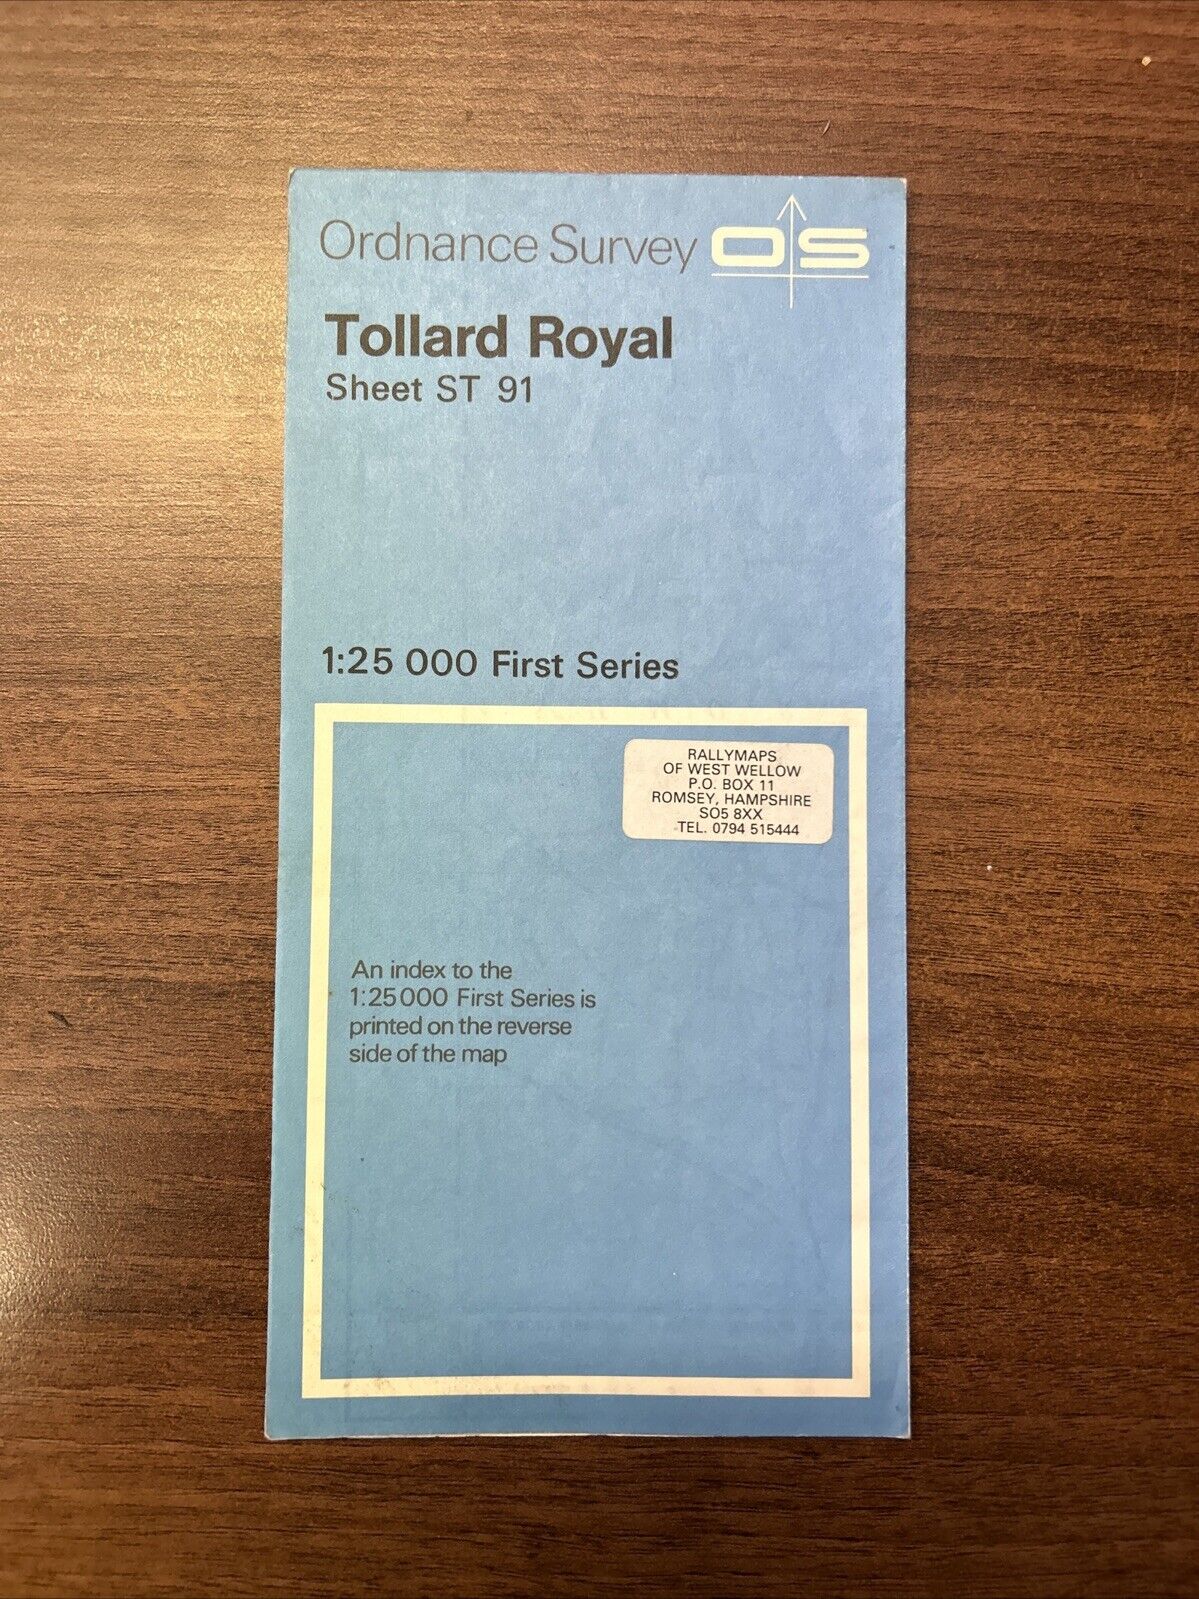 Ordnance Survey OS
Tollard Royal
Sheet ST 91
1:25 000 First Series
RALLYMAPS
OF WEST WELLOW
P.O. BOX 11
ROMSEY, HAMPSHIRE
SO5 8XX
TEL. 0794 515444
An index to the
1:25000 First Series is
printed on the reverse
side of the map